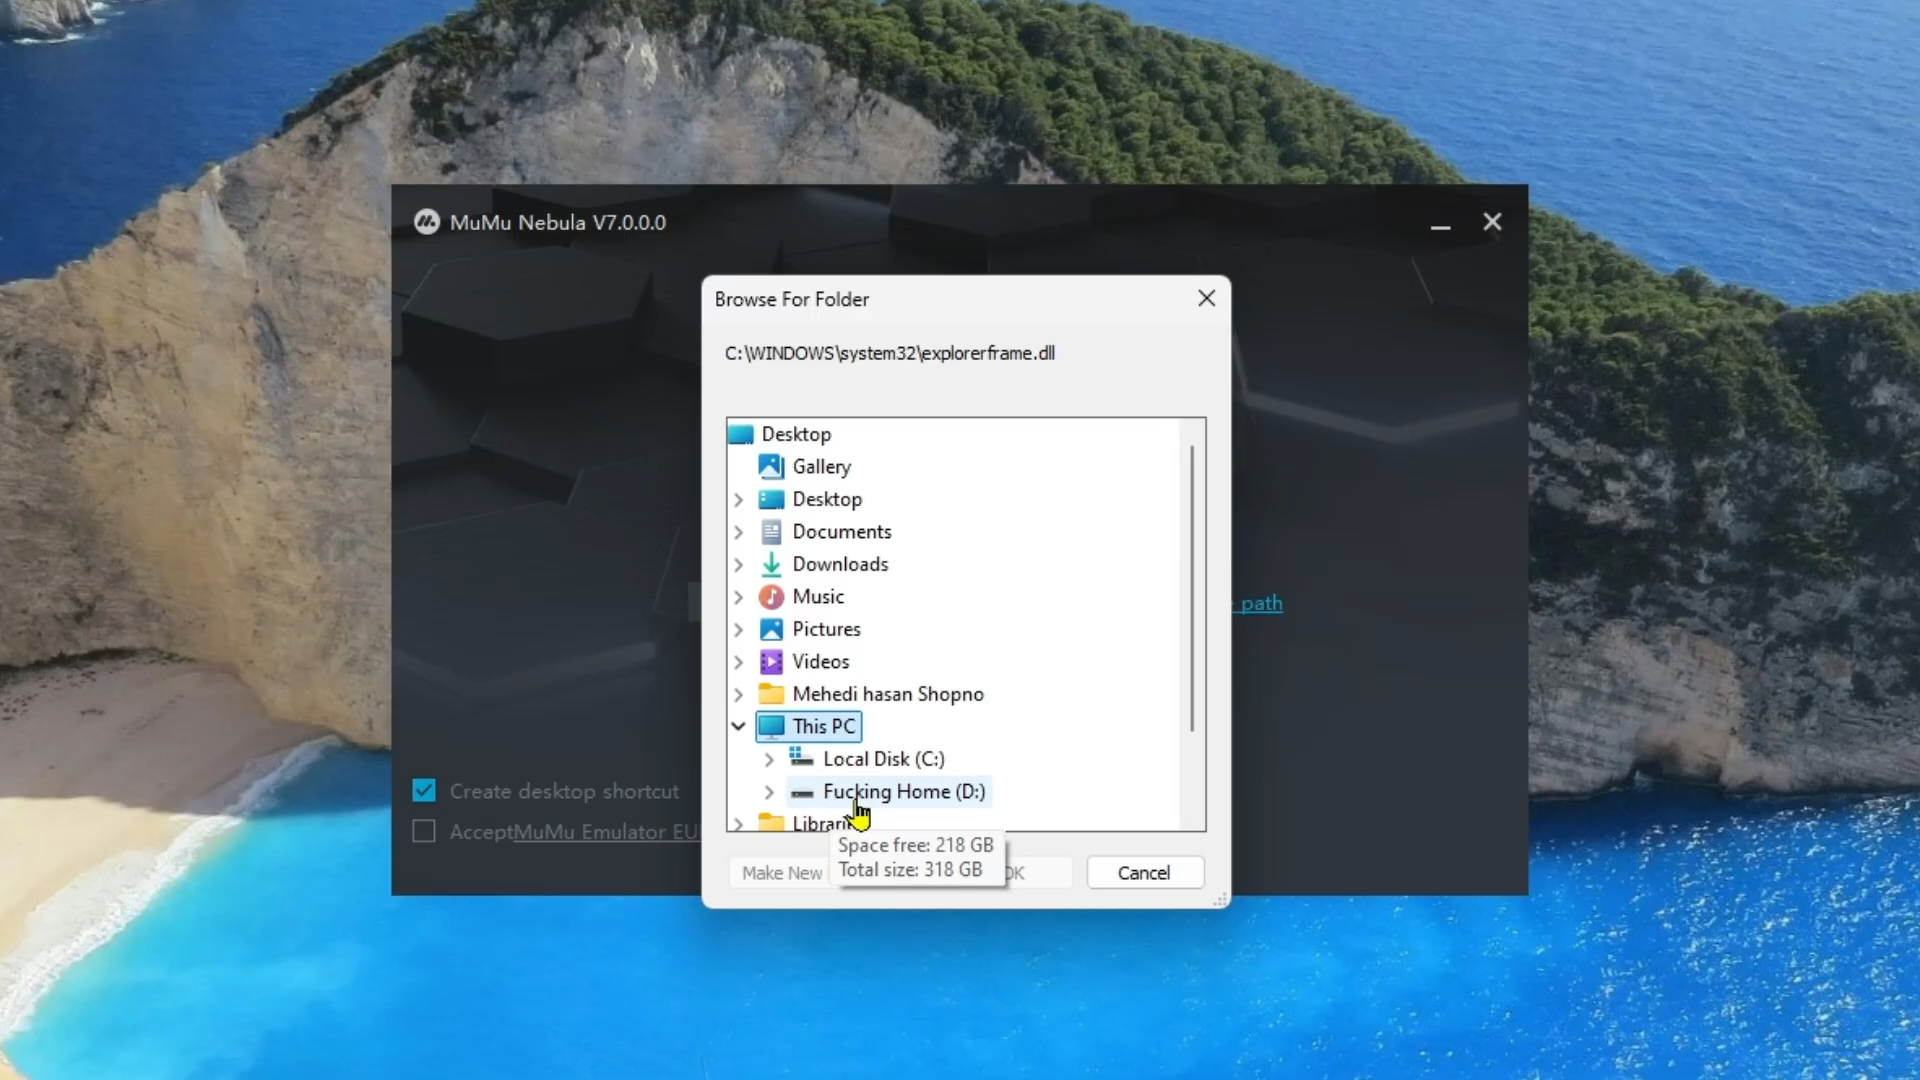 MuMu Nebula V7.0.0.0
Browse For Folder
C:\WINDOWS\system32\explorerframe.dll
Desktop
Gallery
Desktop
Documents
Downloads
Music
Pictures
Videos
Mehedi hasan Shopno
This PC
Local Disk (C:)
Fucking Home (D:)
path
Create desktop shortcut
Accept MuMu Emulator
Space free: 218 GB
Total size: 318 GB
Make New
Cancel